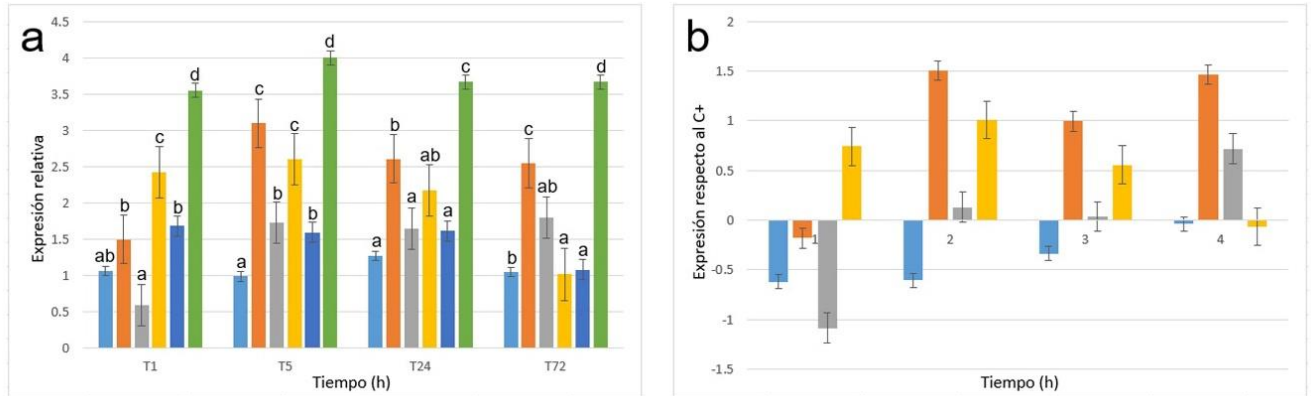 a
4.5
4
3.5
3
2.5
2
1.5
1
0.5
0
Expresión relativa
ab b a c b d
a c b c b d
a b a ab a c
b c ab a a d
T1 T5 T24 T72
Tiempo (h)
b
2
1.5
1
0.5
0
-0.5
-1
-1.5
Expresión respecto al C+
1 2 3 4
Tiempo (h)